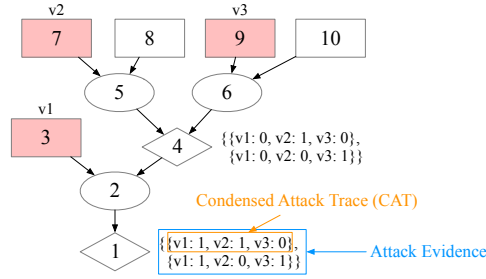 v2
v3
7
8
9
10
5
6
v1
3
4
{{v1: 0, v2: 1, v3: 0},
{v1: 0, v2: 0, v3: 1}}
2
Condensed Attack Trace (CAT)
1
{{v1: 1, v2: 1, v3: 0},
{v1: 1, v2: 0, v3: 1}}
Attack Evidence